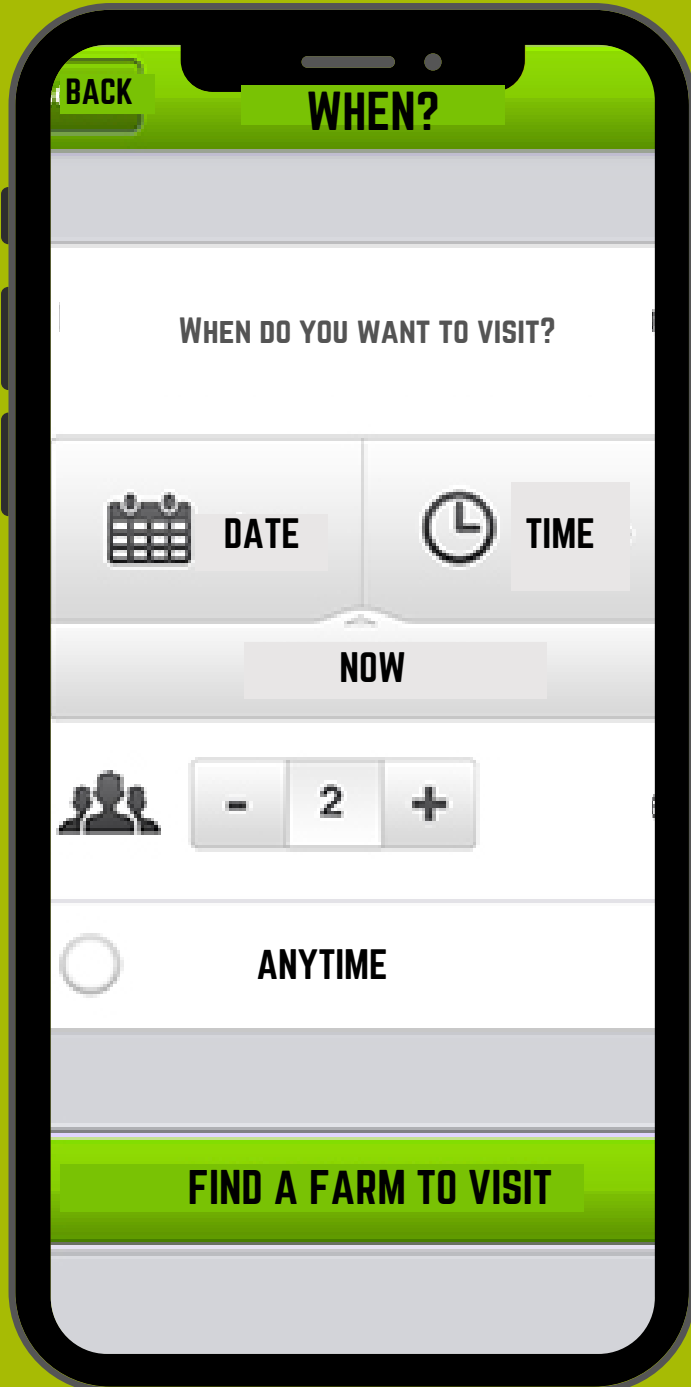 BACK
WHEN?
WHEN DO YOU WANT TO VISIT?
DATE
TIME
NOW
- 2 +
ANYTIME
FIND A FARM TO VISIT